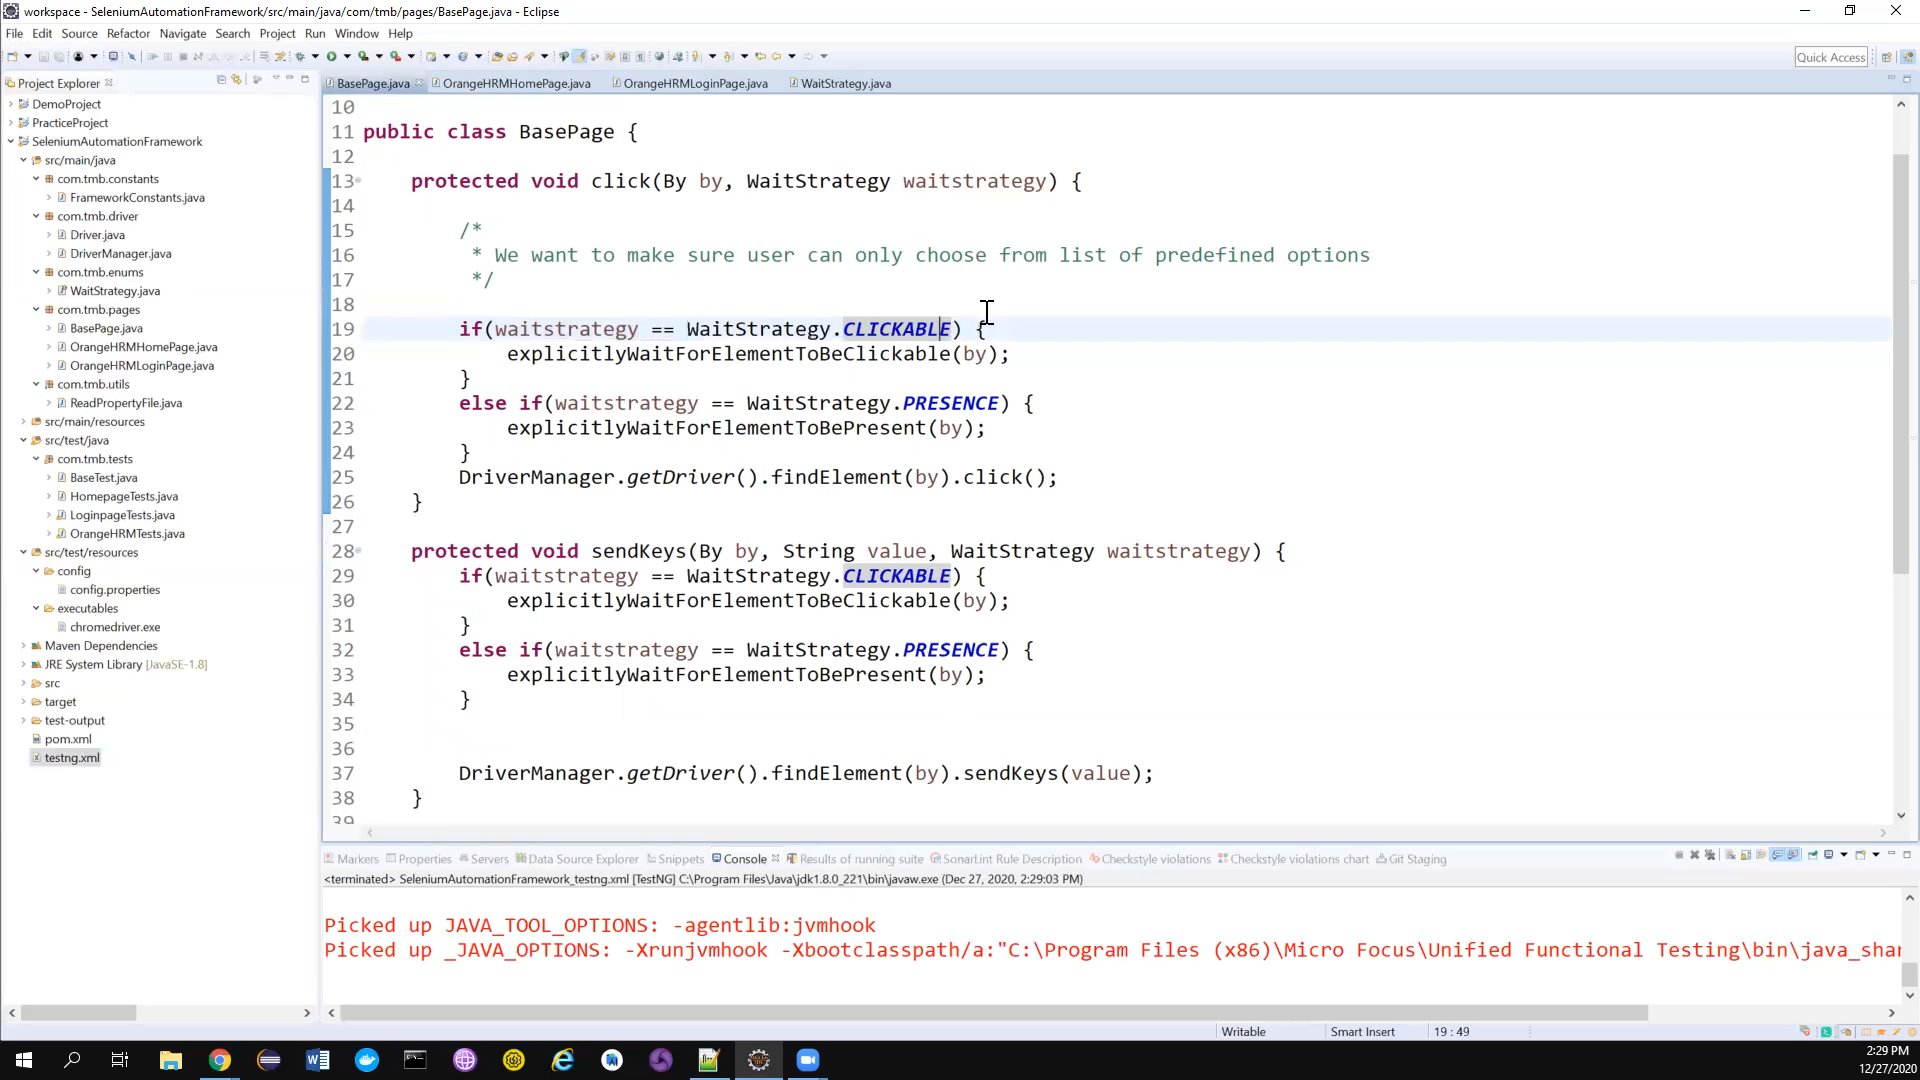 workspace - SeleniumAutomationFramework/src/main/java/com/tmb/pages/BasePage.java - Eclipse
File Edit Source Refactor Navigate Search Project Run Window Help
Quick Access
Project Explorer
DemoProject
PracticeProject
SeleniumAutomationFramework
src/main/java
com.tmb.constants
FrameworkConstants.java
com.tmb.driver
Driver.java
DriverManager.java
com.tmb.enums
WaitStrategy.java
com.tmb.pages
BasePage.java
OrangeHRMHomePage.java
OrangeHRMLoginPage.java
com.tmb.utils
ReadPropertyFile.java
src/main/resources
src/test/java
com.tmb.tests
BaseTest.java
HomepageTests.java
LoginpageTests.java
OrangeHRMTests.java
src/test/resources
config
config.properties
executables
chromedriver.exe
Maven Dependencies
JRE System Library [JavaSE-1.8]
src
target
test-output
pom.xml
testng.xml
BasePage.java OrangeHRMHomePage.java OrangeHRMLoginPage.java WaitStrategy.java
10
11 public class BasePage {
12
13 protected void click(By by, WaitStrategy waitstrategy) {
14
15 /*
16 * We want to make sure user can only choose from list of predefined options
17 */
18
19 if(waitstrategy == WaitStrategy.CLICKABLE) {
20 explicitlyWaitForElementToBeClickable(by);
21 }
22 else if(waitstrategy == WaitStrategy.PRESENCE) {
23 explicitlyWaitForElementToBePresent(by);
24 }
25 DriverManager.getDriver().findElement(by).click();
26 }
27
28 protected void sendKeys(By by, String value, WaitStrategy waitstrategy) {
29 if(waitstrategy == WaitStrategy.CLICKABLE) {
30 explicitlyWaitForElementToBeClickable(by);
31 }
32 else if(waitstrategy == WaitStrategy.PRESENCE) {
33 explicitlyWaitForElementToBePresent(by);
34 }
35
36
37 DriverManager.getDriver().findElement(by).sendKeys(value);
38 }
39
Markers Properties Servers Data Source Explorer Snippets Console Results of running suite SonarLint Rule Description Checkstyle violations Checkstyle violations chart Git Staging
<terminated> SeleniumAutomationFramework_testng.xml [TestNG] C:\Program Files\Java\jdk1.8.0_221\bin\javaw.exe (Dec 27, 2020, 2:29:03 PM)
Picked up JAVA_TOOL_OPTIONS: -agentlib:jvmhook
Picked up _JAVA_OPTIONS: -Xrunjvmhook -Xbootclasspath/a:"C:\Program Files (x86)\Micro Focus\Unified Functional Testing\bin\java_shar
Writable Smart Insert 19 : 49
2:29 PM
12/27/2020